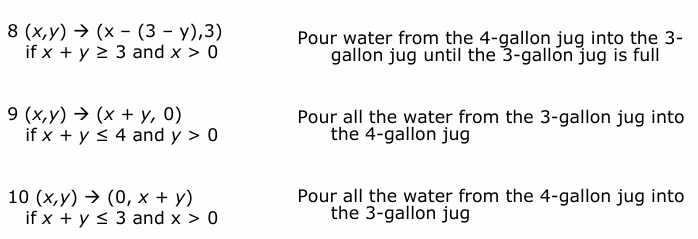 8 (x,y) → (x – (3 – y),3)
if x + y ≥ 3 and x > 0
Pour water from the 4-gallon jug into the 3-
gallon jug until the 3-gallon jug is full
9 (x,y) → (x + y, 0)
if x + y ≤ 4 and y > 0
Pour all the water from the 3-gallon jug into
the 4-gallon jug
10 (x,y) → (0, x + y)
if x + y ≤ 3 and x > 0
Pour all the water from the 4-gallon jug into
the 3-gallon jug